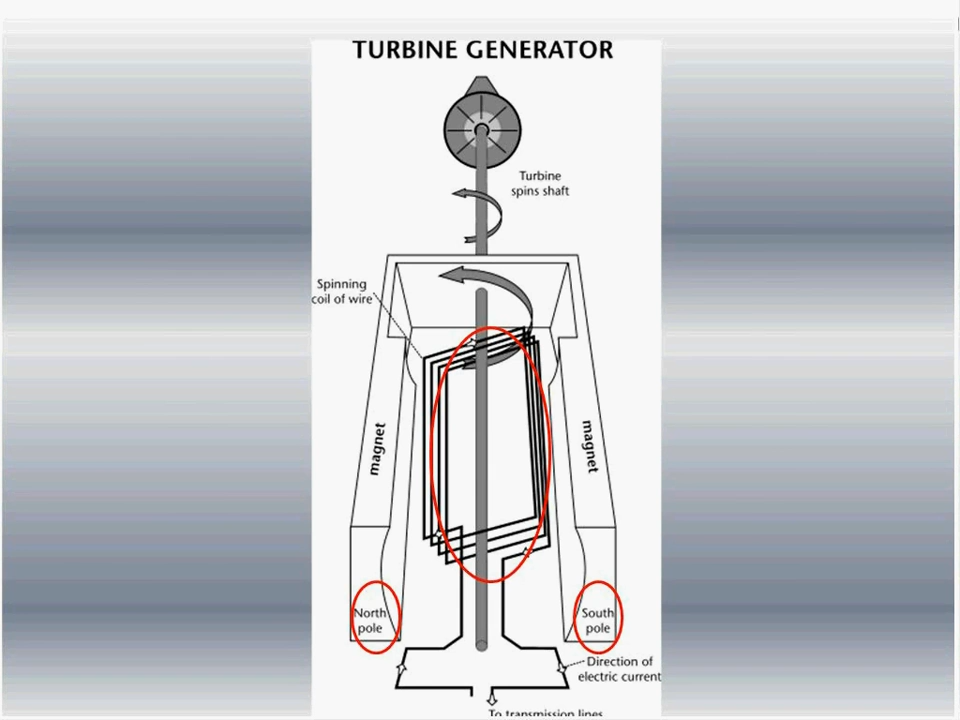 TURBINE GENERATOR
Turbine
spins shaft
Spinning
coil of wire
magnet
magnet
North
pole
South
pole
Direction of
electric current
To transmission lines